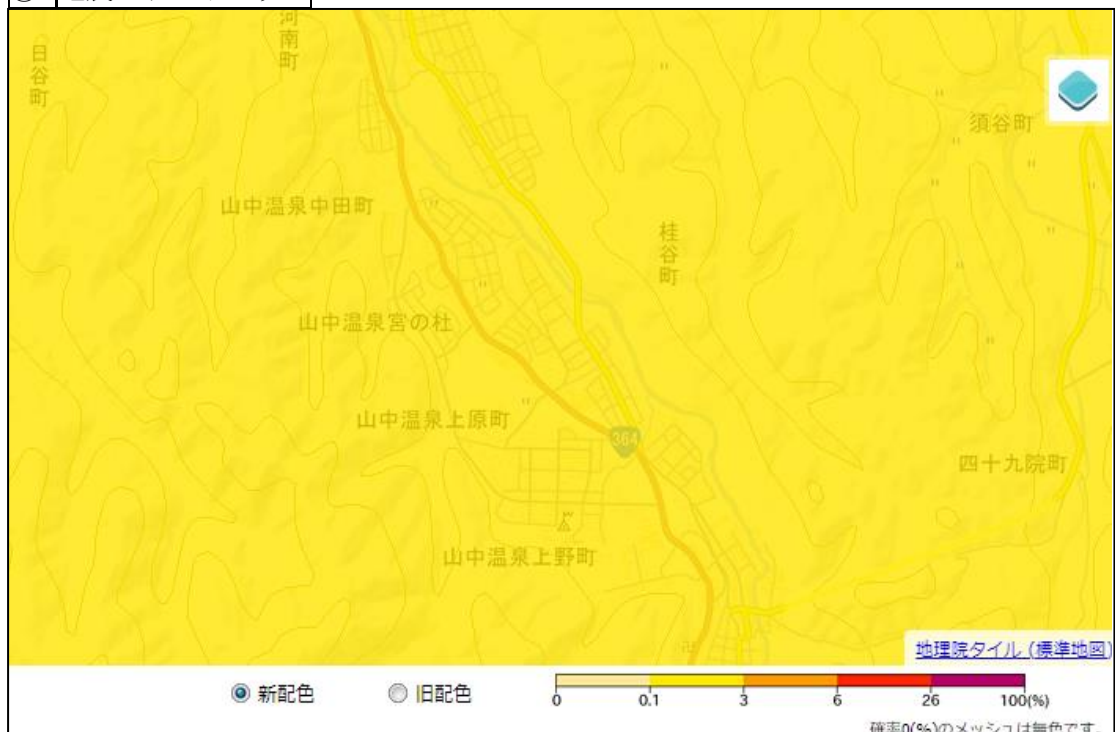 河南町
日谷町
須谷町
山中温泉中田町
桂谷町
山中温泉宮の杜
山中温泉上原町
364
四十九院町
山中温泉上野町
地理院タイル (標準地図)
新配色 旧配色
0 0.1 3 6 26 100(%)
確率0(%)のメッシュは無色です。